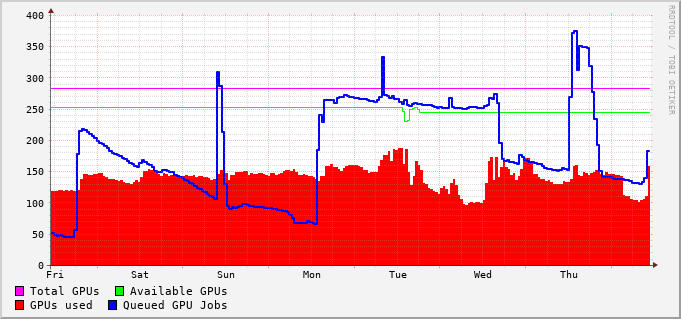 400
350
300
250
200
150
100
50
0
Fri Sat Sun Mon Tue Wed Thu
Total GPUs Available GPUs
GPUs used Queued GPU Jobs
RRDTOOL / TOBI OETIKER